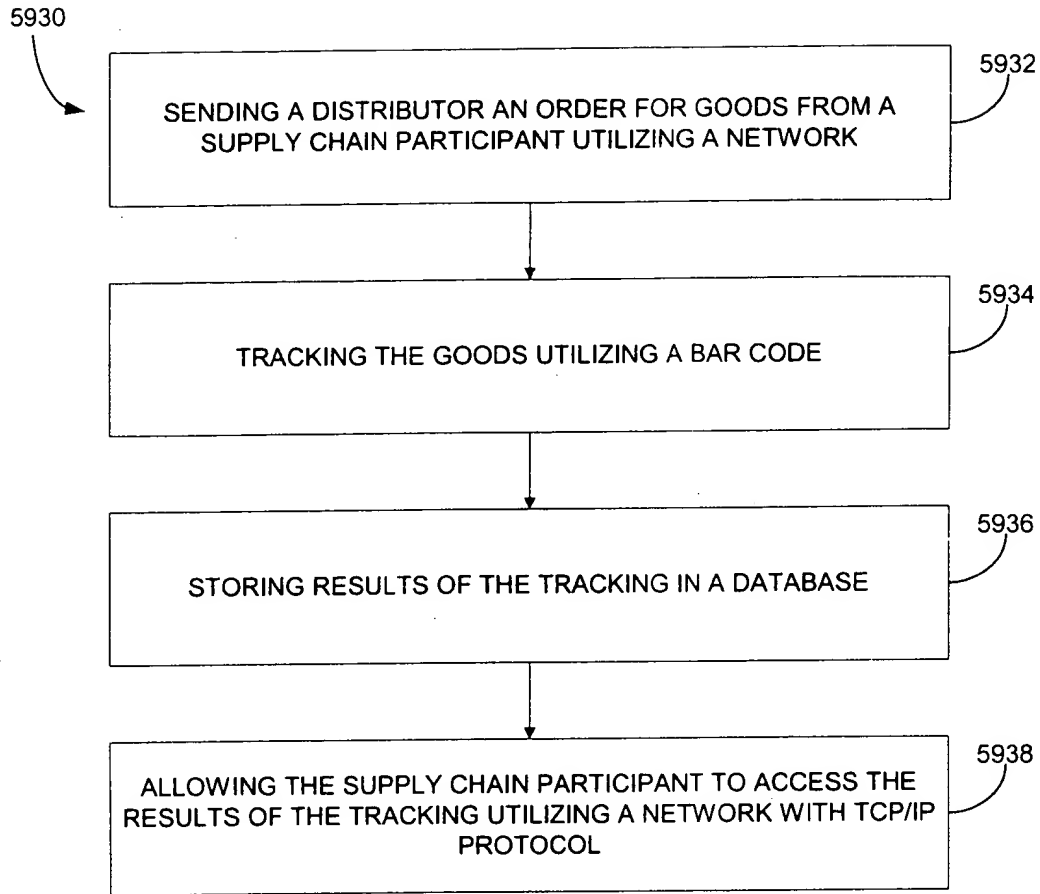 5930
5932
SENDING A DISTRIBUTOR AN ORDER FOR GOODS FROM A
SUPPLY CHAIN PARTICIPANT UTILIZING A NETWORK
5934
TRACKING THE GOODS UTILIZING A BAR CODE
5936
STORING RESULTS OF THE TRACKING IN A DATABASE
5938
ALLOWING THE SUPPLY CHAIN PARTICIPANT TO ACCESS THE
RESULTS OF THE TRACKING UTILIZING A NETWORK WITH TCP/IP
PROTOCOL